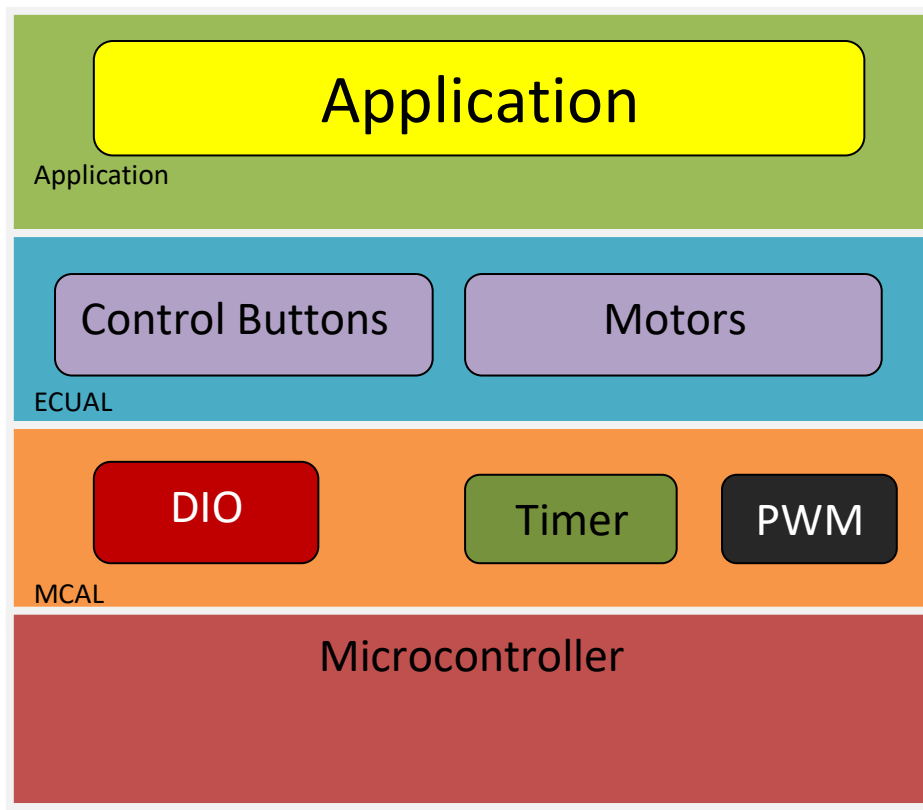 Application
Application
Control Buttons
Motors
ECUAL
DIO
Timer
PWM
MCAL
Microcontroller